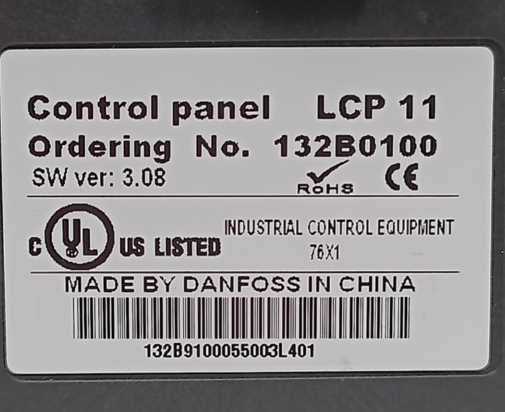 Control panel LCP 11
Ordering No. 132B0100
SW ver: 3.08
RoHS CE
C UL US LISTED
INDUSTRIAL CONTROL EQUIPMENT
76X1
MADE BY DANFOSS IN CHINA
132B9100055003L401